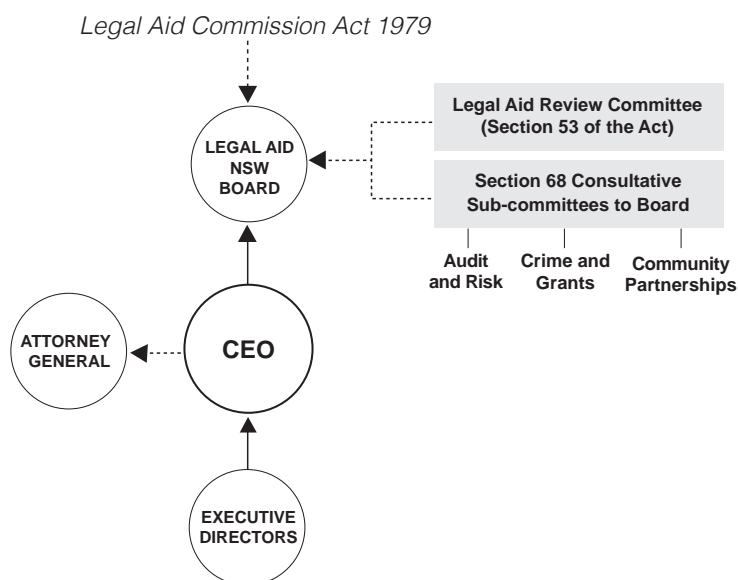 Legal Aid Commission Act 1979
LEGAL AID
NSW
BOARD
Legal Aid Review Committee
(Section 53 of the Act)
Section 68 Consultative
Sub-committees to Board
Audit
and Risk
Crime and
Grants
Community
Partnerships
ATTORNEY
GENERAL
CEO
EXECUTIVE
DIRECTORS